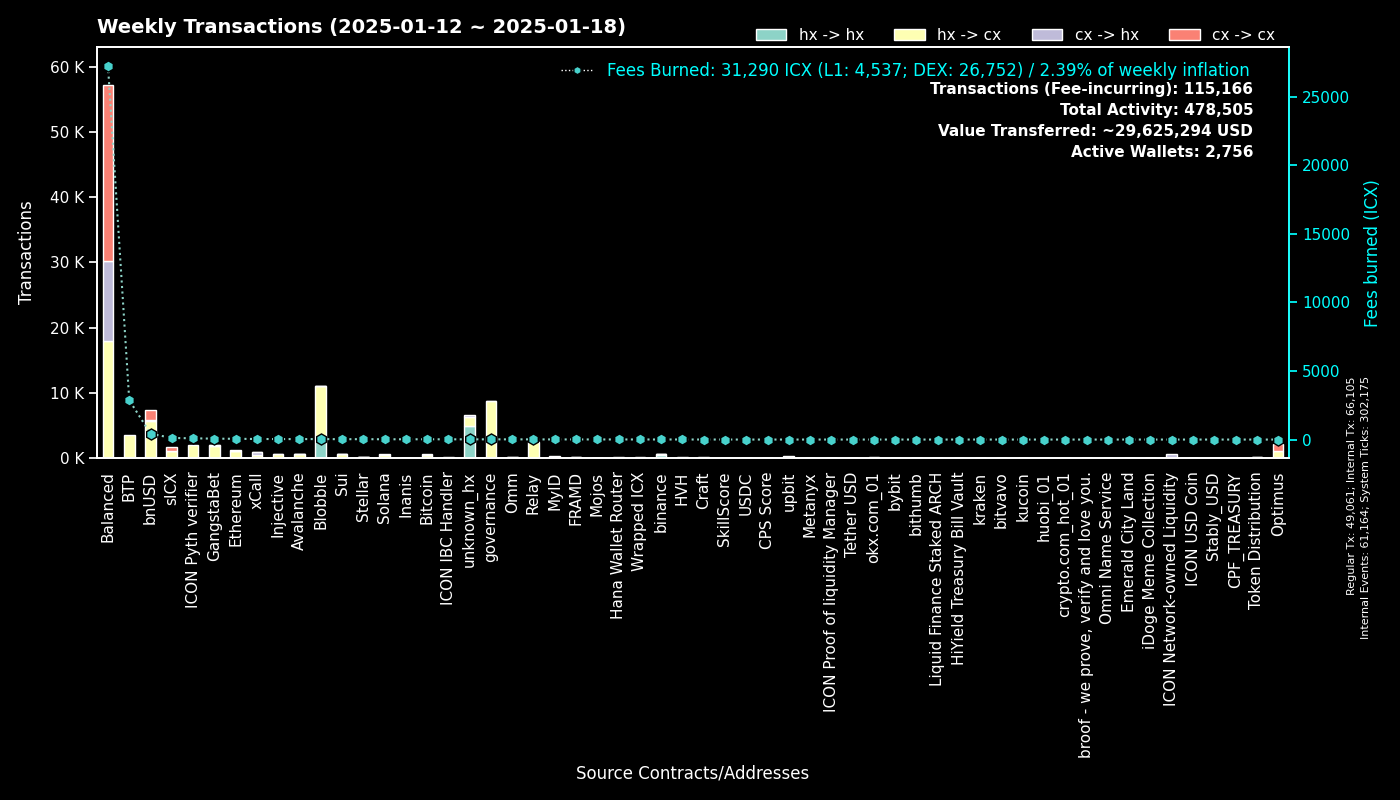 Weekly Transactions (2025-01-12 ~ 2025-01-18)
hx -> hx
hx -> cx
cx -> hx
cx -> cx
Fees Burned: 31,290 ICX (L1: 4,537; DEX: 26,752) / 2.39% of weekly inflation
Transactions (Fee-incurring): 115,166
Total Activity: 478,505
Value Transferred: ~29,625,294 USD
Active Wallets: 2,756
Transactions
60 K
50 K
40 K
30 K
20 K
10 K
0 K
25000
20000
15000
10000
5000
0
Fees burned (ICX)
Regular Tx: 49,061; Internal Tx: 66,105
Internal Events: 61,164; System Ticks: 302,175
Balanced
BTP
bnUSD
sICX
ICON Pyth verifier
GangstaBet
Ethereum
xCall
Injective
Avalanche
Blobble
Sui
Stellar
Solana
Inanis
Bitcoin
ICON IBC Handler
unknown_hx
governance
Omm
Relay
MyID
FRAMD
Mojos
Hana Wallet Router
Wrapped ICX
binance
HVH
Craft
SkillScore
USDC
CPS Score
upbit
Metanyx
ICON Proof of liquidity Manager
Tether USD
okx.com_01
bybit
bithumb
Liquid Finance Staked ARCH
HiYield Treasury Bill Vault
kraken
bitvavo
kucoin
huobi_01
crypto.com_hot_01
broof - we prove, verify and love you.
Omni Name Service
Emerald City Land
iDoge Meme Collection
ICON Network-owned Liquidity
ICON USD Coin
Stably_USD
CPF_TREASURY
Token Distribution
Optimus
Source Contracts/Addresses